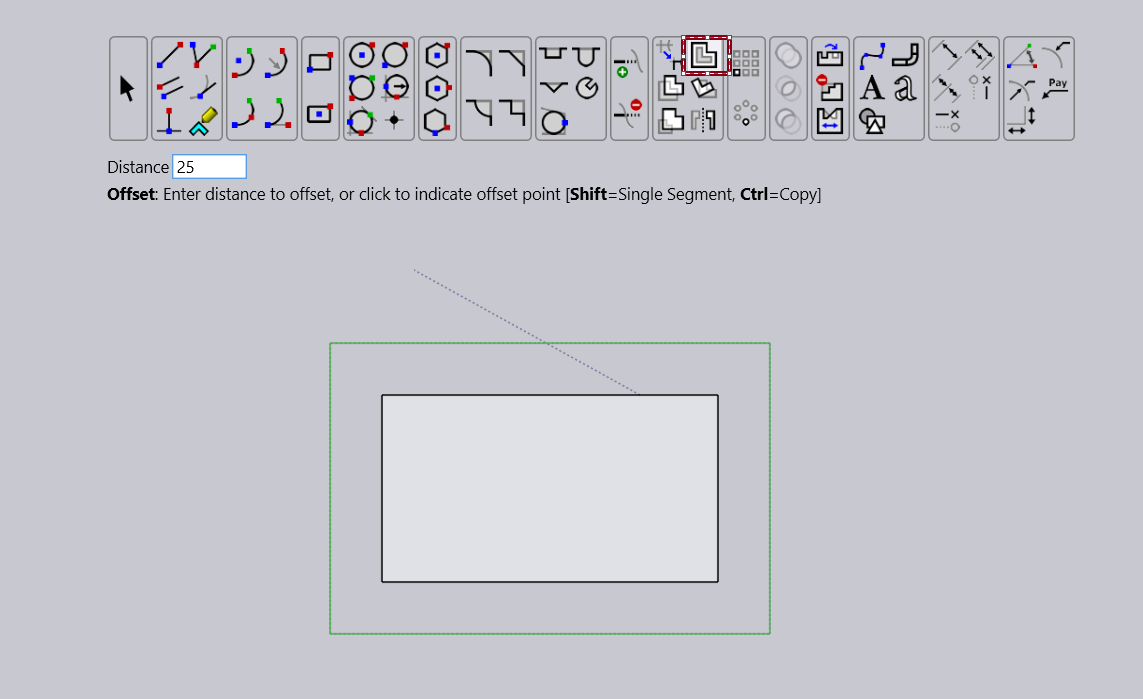 A a
Pay
Distance 25
Offset: Enter distance to offset, or click to indicate offset point [Shift=Single Segment, Ctrl=Copy]